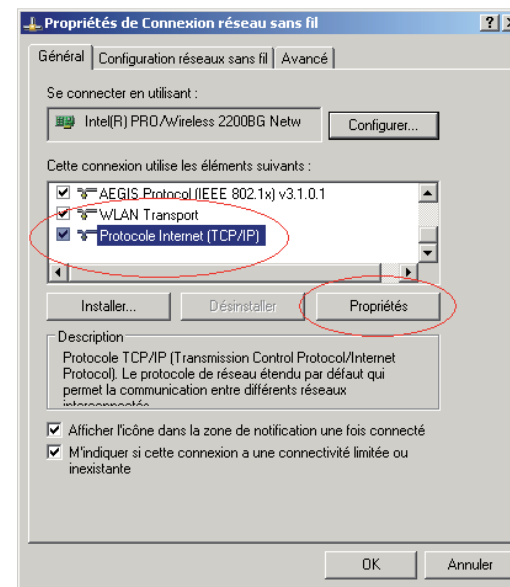 Propriétés de Connexion réseau sans fil
Général Configuration réseaux sans fil Avancé
Se connecter en utilisant :
Intel(R) PRO/Wireless 2200BG Netw Configurer...
Cette connexion utilise les éléments suivants :
AEGIS Protocol (IEEE 802.1x) v3.1.0.1
WLAN Transport
Protocole Internet (TCP/IP)
Installer... Désinstaller Propriétés
Description
Protocole TCP/IP (Transmission Control Protocol/Internet
Protocol). Le protocole de réseau étendu par défaut qui
permet la communication entre différents réseaux
interconnectés
Afficher l'icône dans la zone de notification une fois connecté
M'indiquer si cette connexion a une connectivité limitée ou
inexistante
OK Annuler